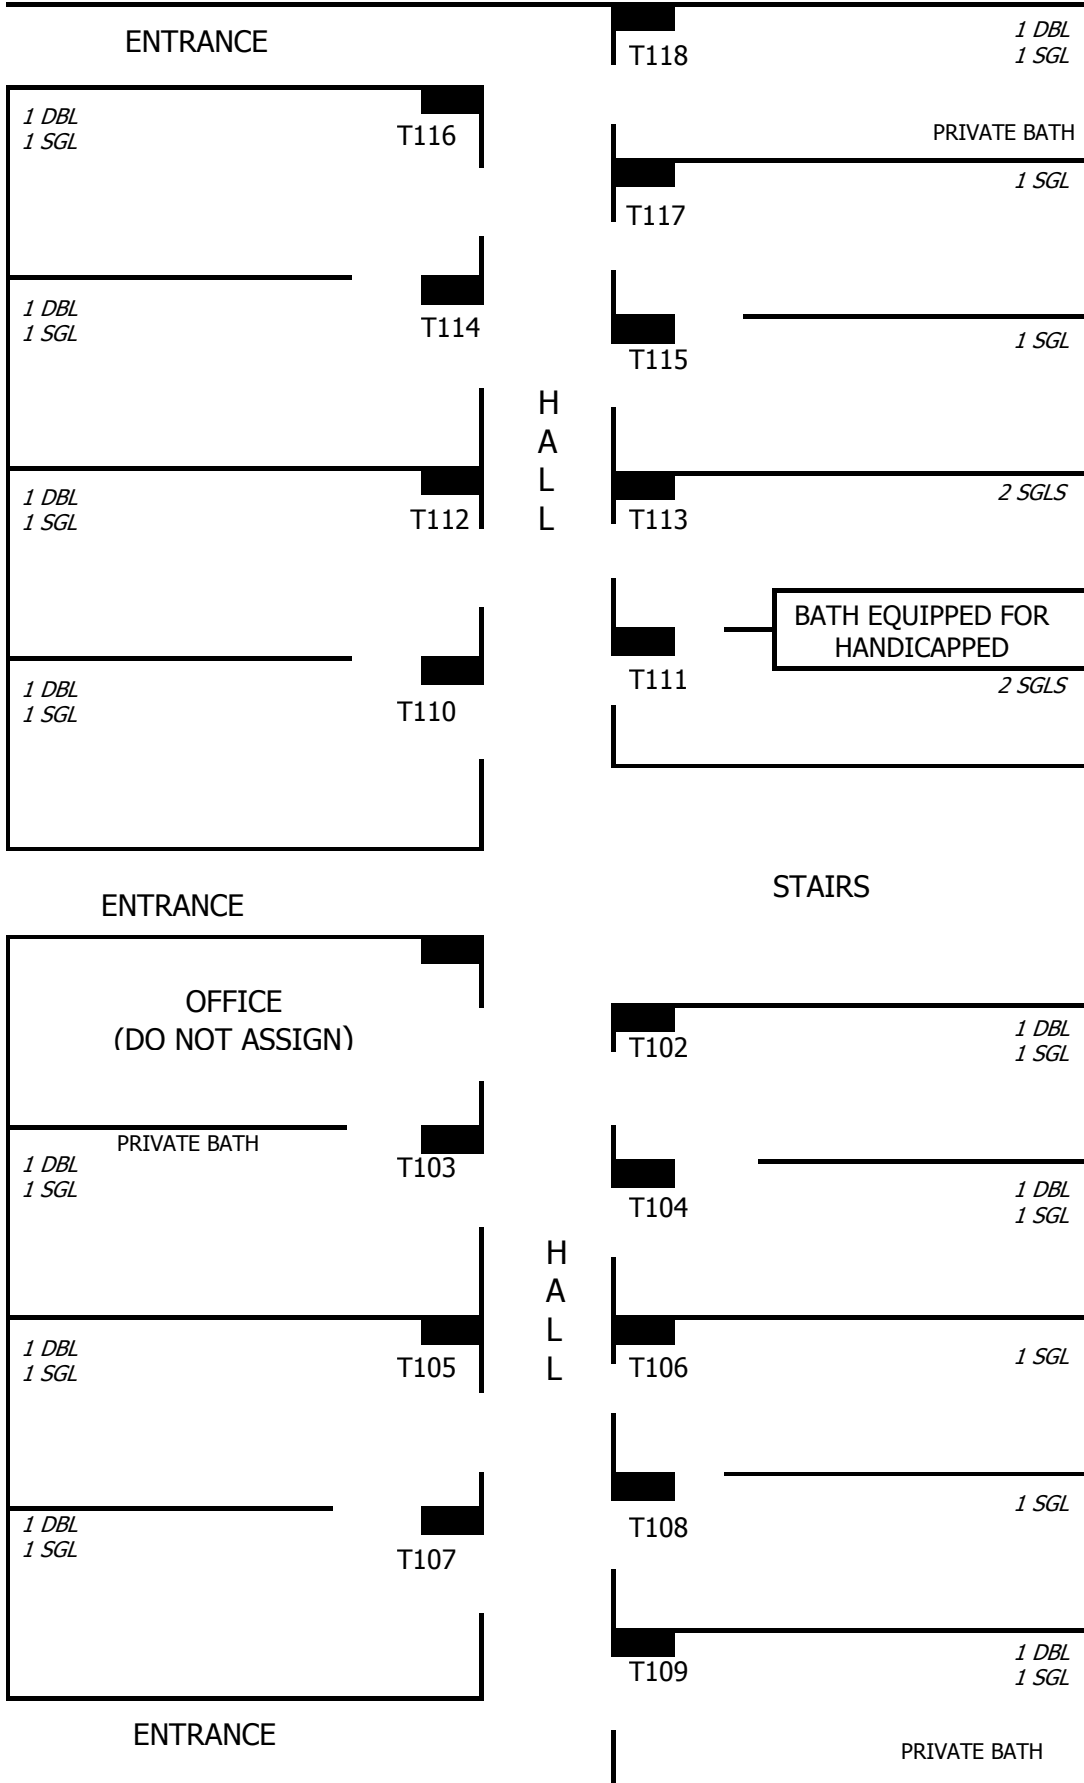 ENTRANCE
1 DBL
1 SGL
T118
PRIVATE BATH
1 DBL
1 SGL
T116
1 SGL
T117
1 DBL
1 SGL
T114
1 SGL
T115
H
A
L
L
1 DBL
1 SGL
T112
2 SGLS
T113
BATH EQUIPPED FOR
HANDICAPPED
1 DBL
1 SGL
T110
T111
2 SGLS
STAIRS
ENTRANCE
OFFICE
(DO NOT ASSIGN)
T102
1 DBL
1 SGL
PRIVATE BATH
1 DBL
1 SGL
T103
T104
1 DBL
1 SGL
H
A
L
L
1 DBL
1 SGL
T105
T106
1 SGL
1 DBL
1 SGL
T107
T108
1 SGL
T109
1 DBL
1 SGL
ENTRANCE
PRIVATE BATH